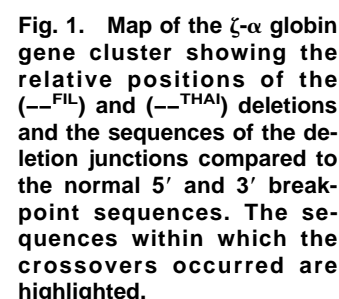 Fig. 1. Map of the ζ-α globin
gene cluster showing the
relative positions of the
(−−FIL) and (−−THAI) deletions
and the sequences of the de-
letion junctions compared to
the normal 5′ and 3′ break-
point sequences. The se-
quences within which the
crossovers occurred are
highlighted.